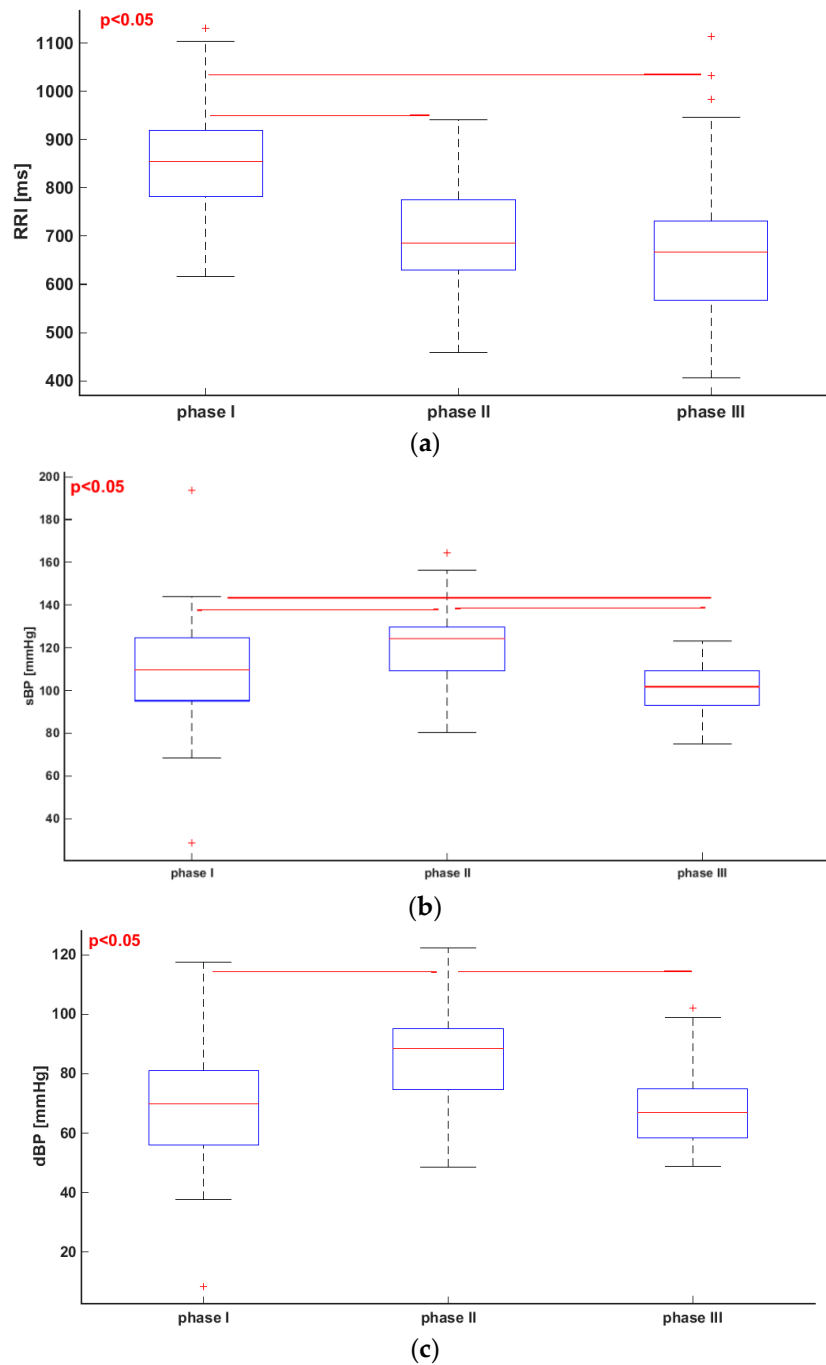 p<0.05
1100
1000
900
800
700
600
500
400
RRI [ms]
phase I phase II phase III
(a)
p<0.05
200
180
160
140
120
100
80
60
40
sBP [mmHg]
phase I phase II phase III
(b)
p<0.05
120
100
80
60
40
20
dBP [mmHg]
phase I phase II phase III
(c)